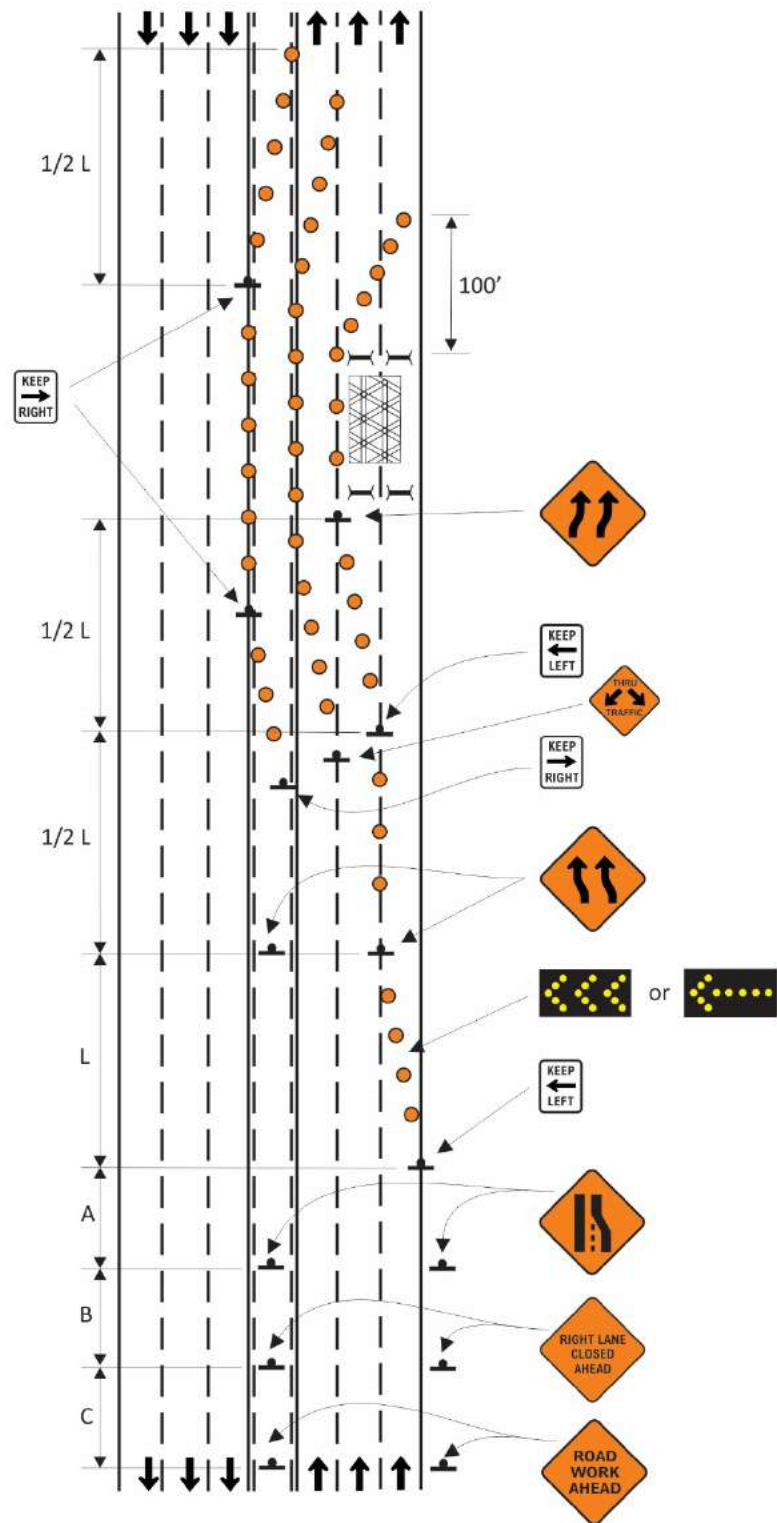 1/2 L
100'
KEEP
RIGHT
1/2 L
KEEP
LEFT
THRU
TRAFFIC
KEEP
RIGHT
1/2 L
or
L
KEEP
LEFT
A
B
RIGHT LANE
CLOSED
AHEAD
C
ROAD
WORK
AHEAD